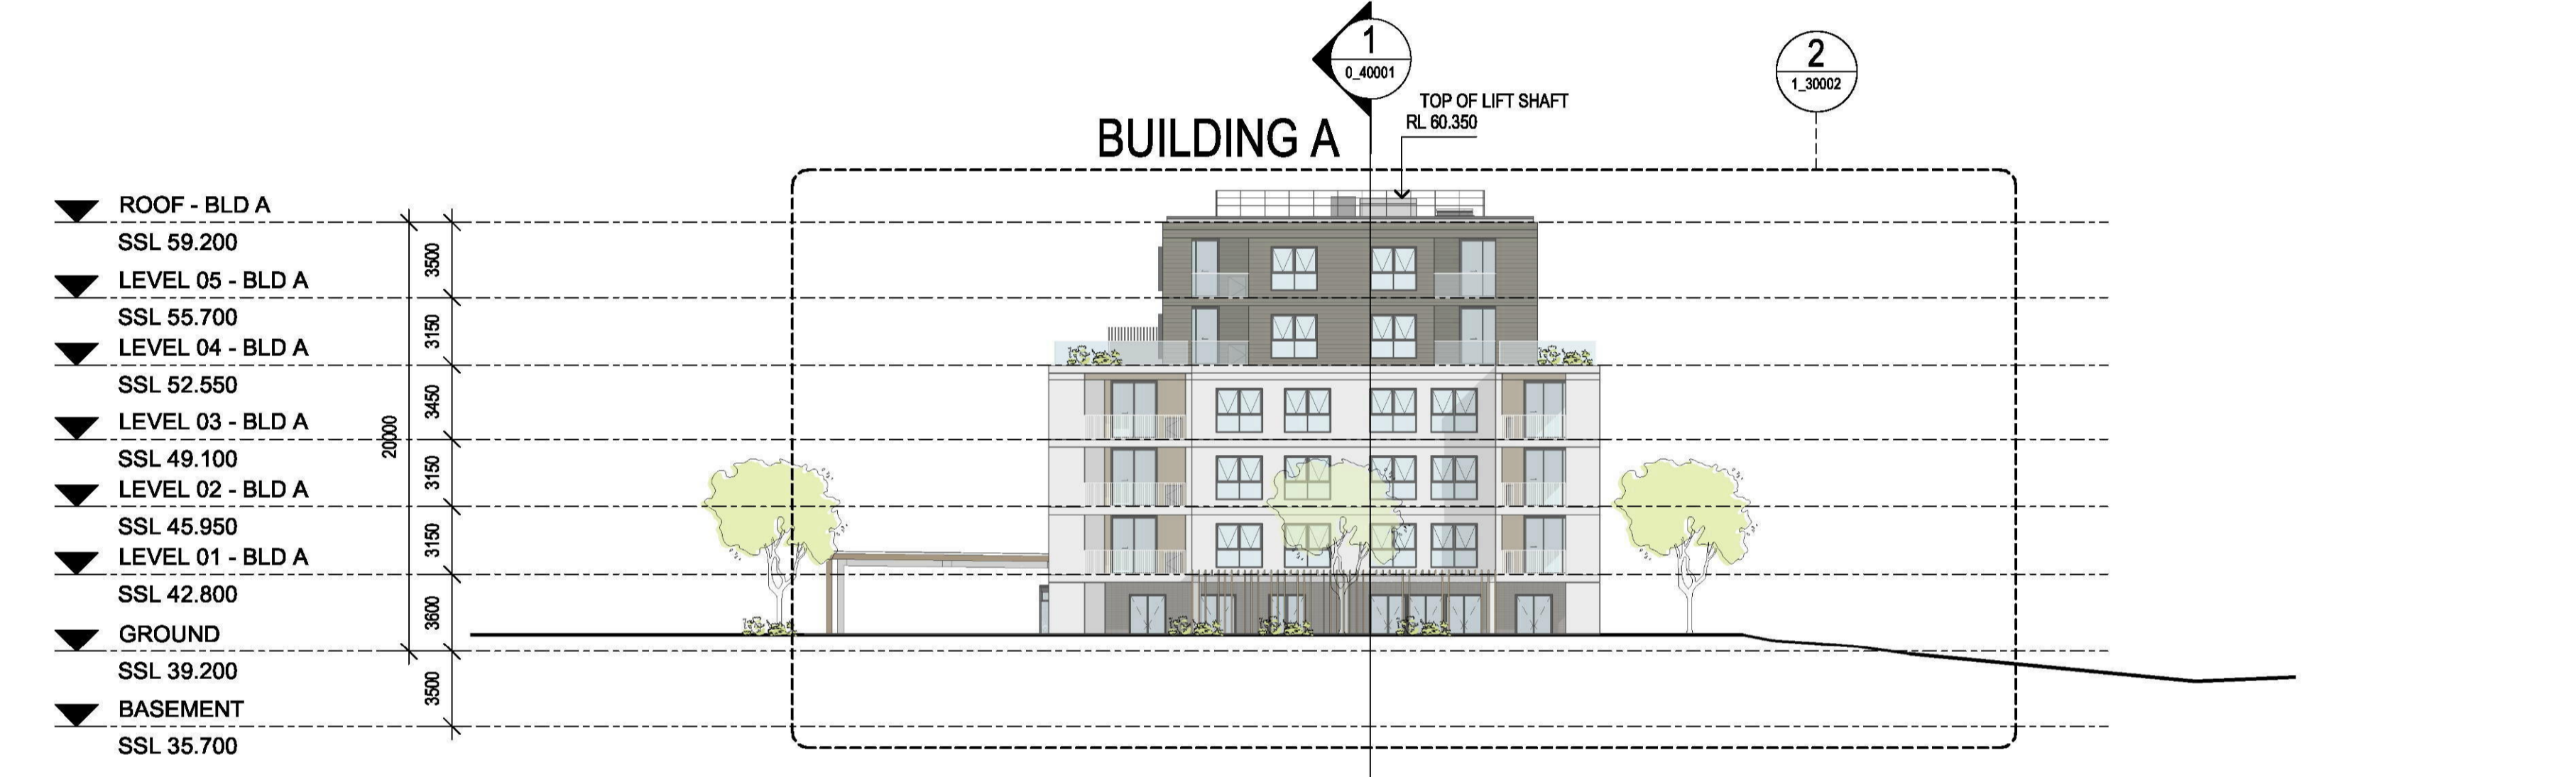 1
0_40001
2
1_30002
TOP OF LIFT SHAFT
RL 60.350
BUILDING A
ROOF - BLD A
SSL 59.200
3500
LEVEL 05 - BLD A
SSL 55.700
3150
LEVEL 04 - BLD A
SSL 52.550
3450
LEVEL 03 - BLD A
20000
SSL 49.100
3150
LEVEL 02 - BLD A
SSL 45.950
3150
LEVEL 01 - BLD A
SSL 42.800
3600
GROUND
SSL 39.200
3500
BASEMENT
SSL 35.700